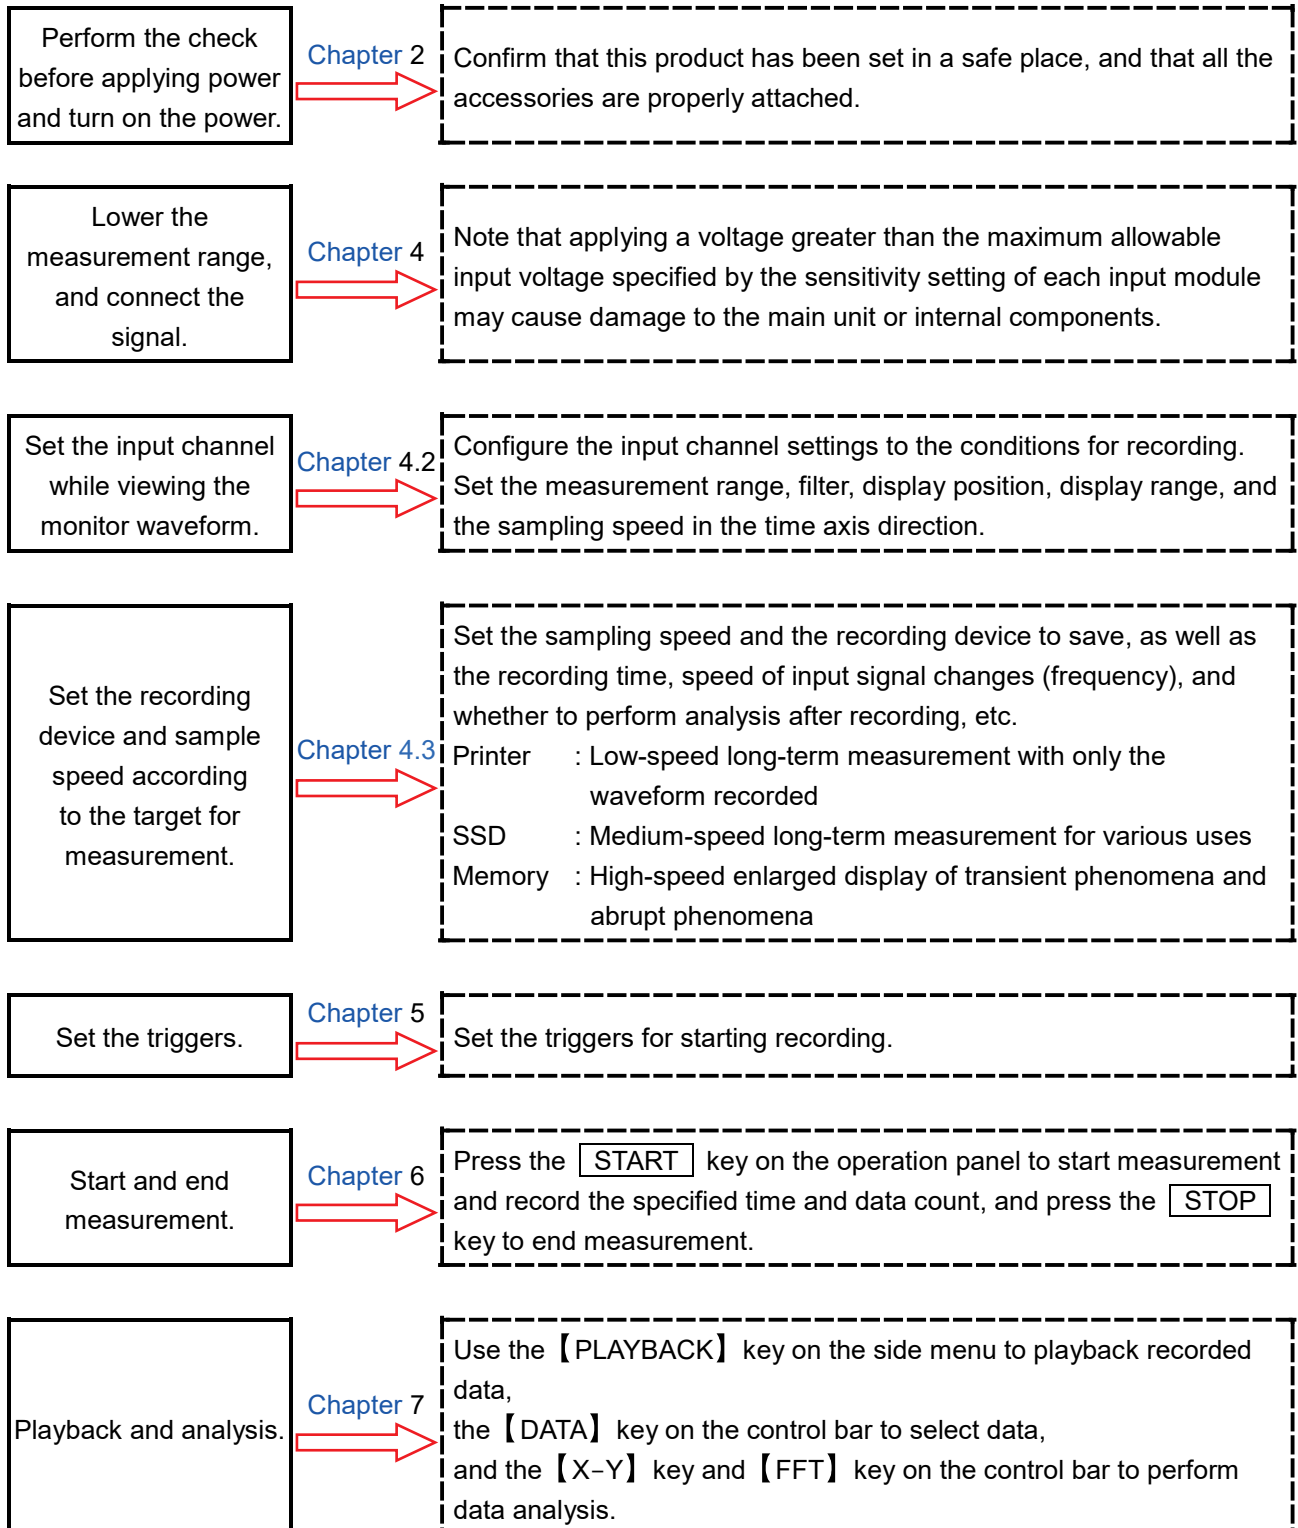 Perform the check
before applying power
and turn on the power.
Chapter 2
Confirm that this product has been set in a safe place, and that all the
accessories are properly attached.
Lower the
measurement range,
and connect the
signal.
Chapter 4
Note that applying a voltage greater than the maximum allowable
input voltage specified by the sensitivity setting of each input module
may cause damage to the main unit or internal components.
Set the input channel
while viewing the
monitor waveform.
Chapter 4.2
Configure the input channel settings to the conditions for recording.
Set the measurement range, filter, display position, display range, and
the sampling speed in the time axis direction.
Set the recording
device and sample
speed according
to the target for
measurement.
Chapter 4.3
Set the sampling speed and the recording device to save, as well as
the recording time, speed of input signal changes (frequency), and
whether to perform analysis after recording, etc.
Printer : Low-speed long-term measurement with only the
waveform recorded
SSD : Medium-speed long-term measurement for various uses
Memory : High-speed enlarged display of transient phenomena and
abrupt phenomena
Set the triggers.
Chapter 5
Set the triggers for starting recording.
Start and end
measurement.
Chapter 6
Press the START key on the operation panel to start measurement
and record the specified time and data count, and press the STOP
key to end measurement.
Playback and analysis.
Chapter 7
Use the【PLAYBACK】key on the side menu to playback recorded
data,
the【DATA】key on the control bar to select data,
and the【X−Y】key and【FFT】key on the control bar to perform
data analysis.